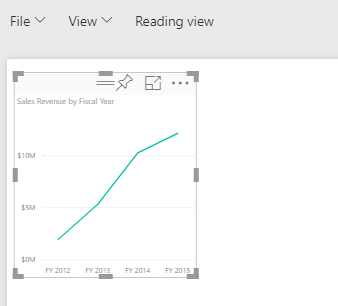 File View Reading view
Sales Revenue by Fiscal Year
$10M
$5M
$0M
FY 2012 FY 2013 FY 2014 FY 2015